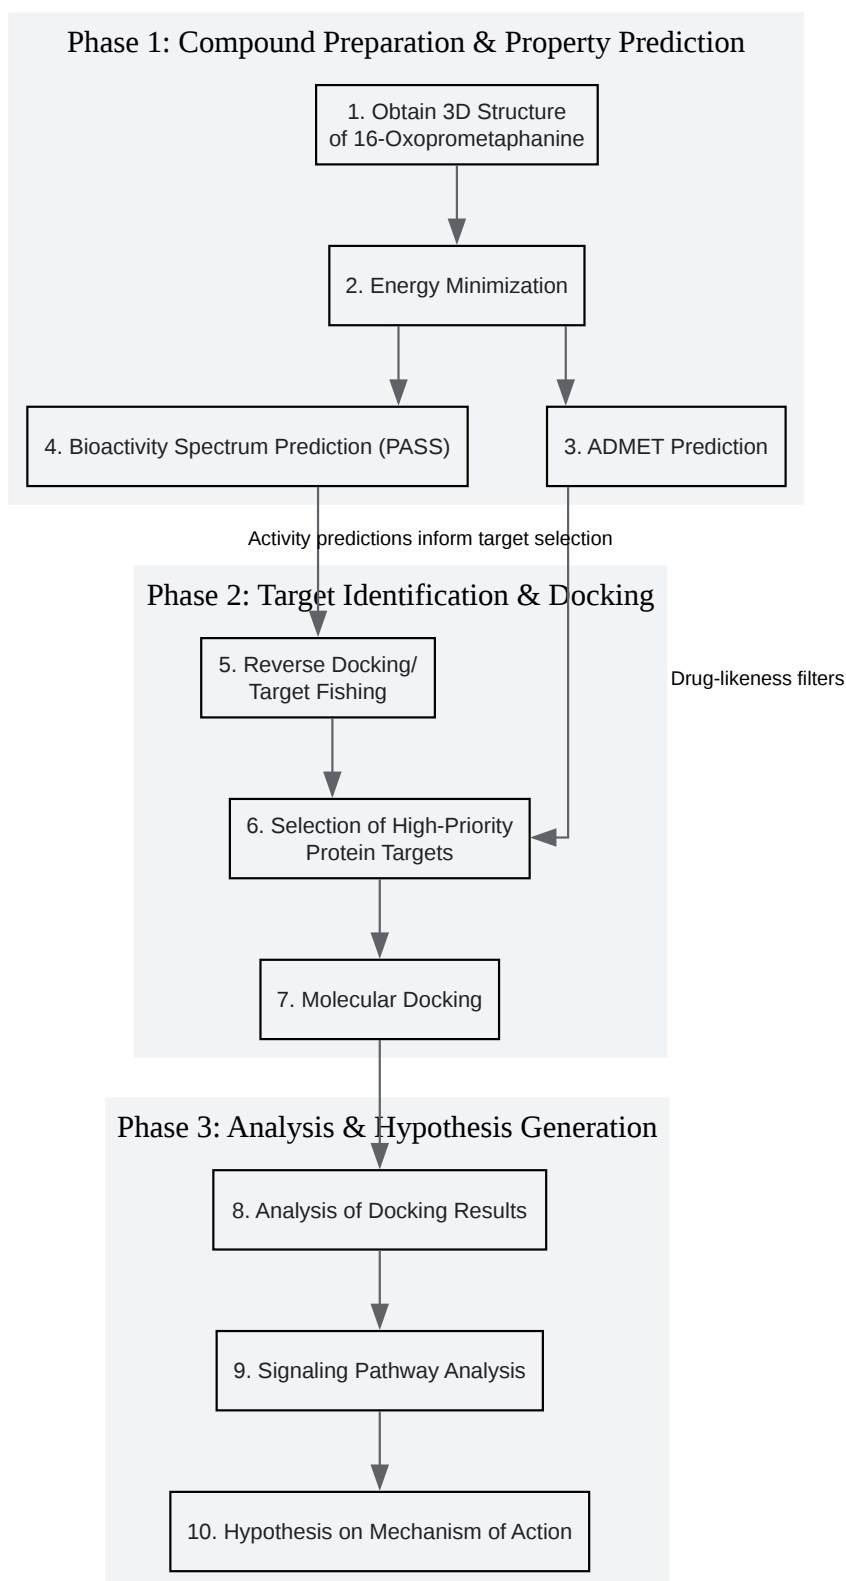 Phase 1: Compound Preparation & Property Prediction
1. Obtain 3D Structure
of 16-Oxoprometaphanine
2. Energy Minimization
4. Bioactivity Spectrum Prediction (PASS)
3. ADMET Prediction
Activity predictions inform target selection
Phase 2: Target Identification & Docking
5. Reverse Docking/
Target Fishing
Drug-likeness filters
6. Selection of High-Priority
Protein Targets
7. Molecular Docking
Phase 3: Analysis & Hypothesis Generation
8. Analysis of Docking Results
9. Signaling Pathway Analysis
10. Hypothesis on Mechanism of Action